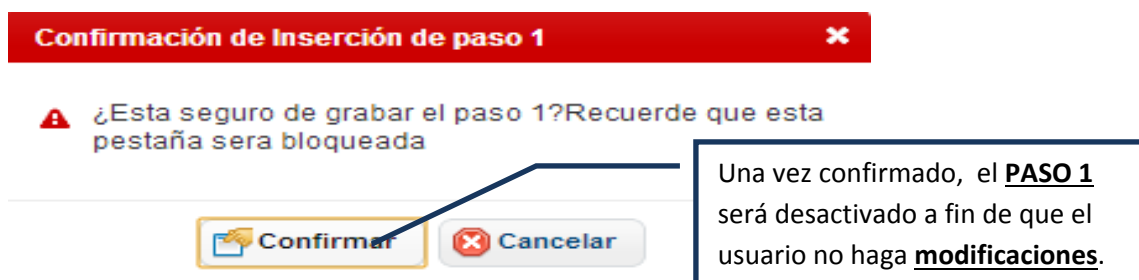 Confirmación de Inserción de paso 1
¿Esta seguro de grabar el paso 1?Recuerde que esta
pestaña sera bloqueada
Confirmar
Cancelar
Una vez confirmado, el PASO 1
será desactivado a fin de que el
usuario no haga modificaciones.